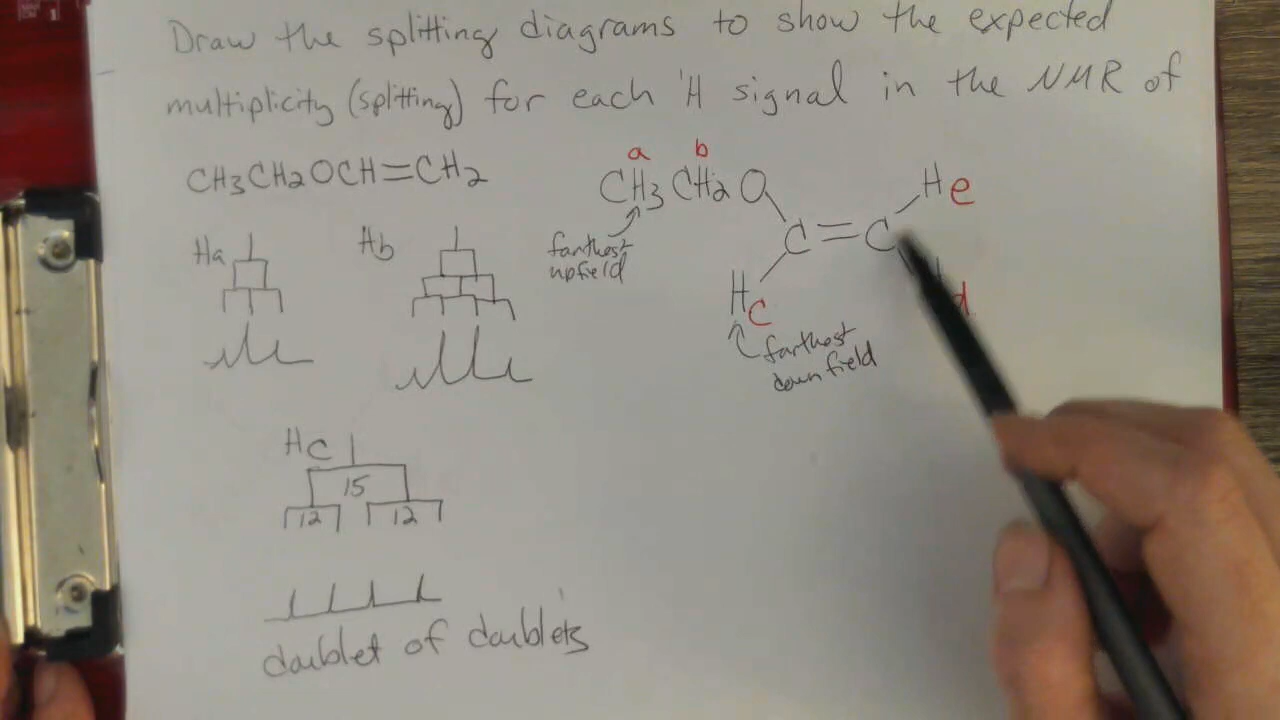 Draw the splitting diagrams to show the expected
multiplicity (splitting) for each ¹H signal in the NMR of
CH3CH2OCH=CH2
a b
CH3 CH2 O
C=C
He
Hc
d
farthest
upfield
farthest
downfield
Ha
Hb
Hc
15
12 12
doublet of doublets